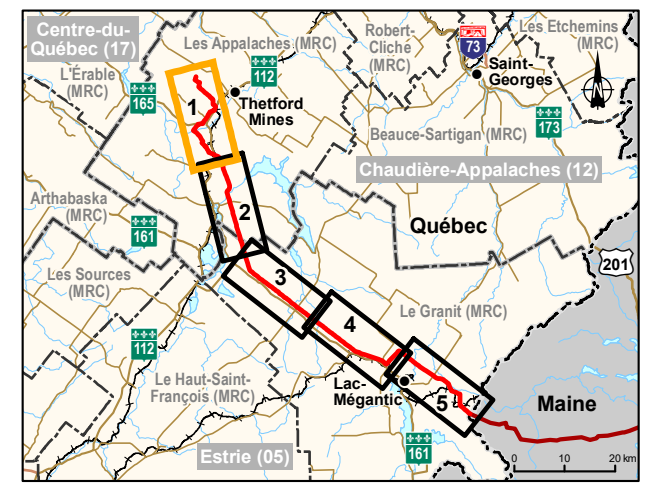 Centre-du-
Québec (17)
Les Appalaches (MRC)
Robert-
Cliché
(MRC)
Les Etchemins
(MRC)
73
Saint-
Georges
L'Érable
(MRC)
112
165
1
Thetford
Mines
173
Beauce-Sartigan (MRC)
Chaudière-Appalaches (12)
Arthabaska
(MRC)
2
161
Québec
201
Les Sources
(MRC)
3
4
Le Granit (MRC)
112
Le Haut-Saint-
François (MRC)
Lac-
Mégantic
5
Maine
Estrie (05)
161
0 10 20 km